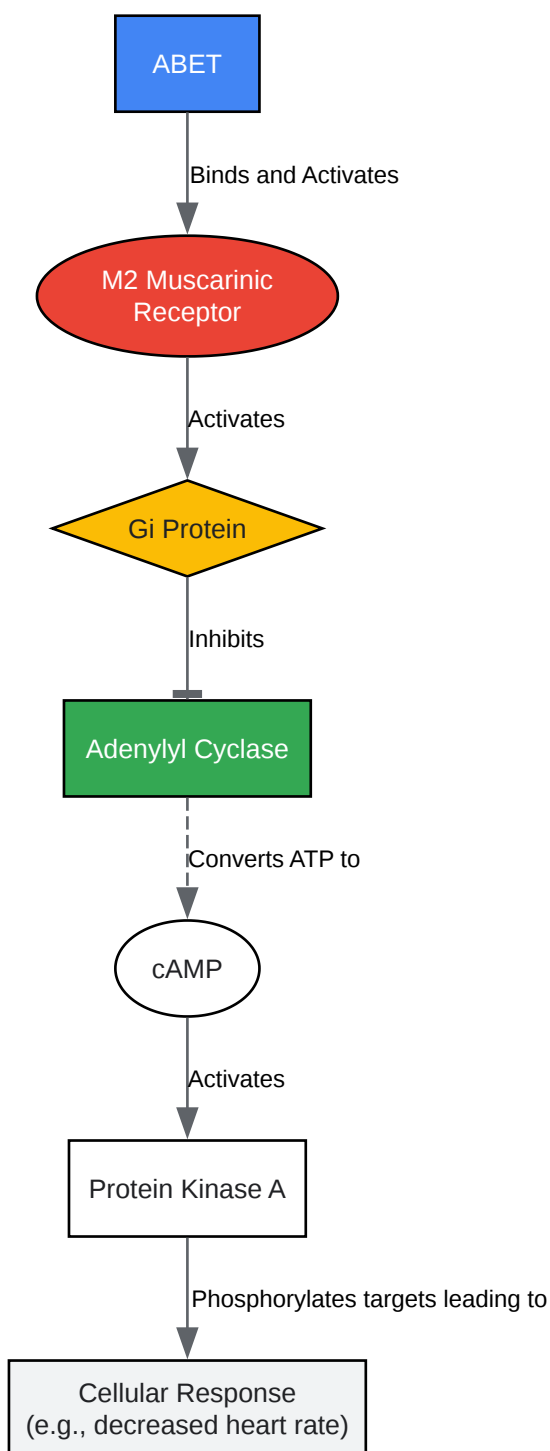 ABET
Binds and Activates
M2 Muscarinic
Receptor
Activates
Gi Protein
Inhibits
Adenylyl Cyclase
Converts ATP to
cAMP
Activates
Protein Kinase A
Phosphorylates targets leading to
Cellular Response
(e.g., decreased heart rate)